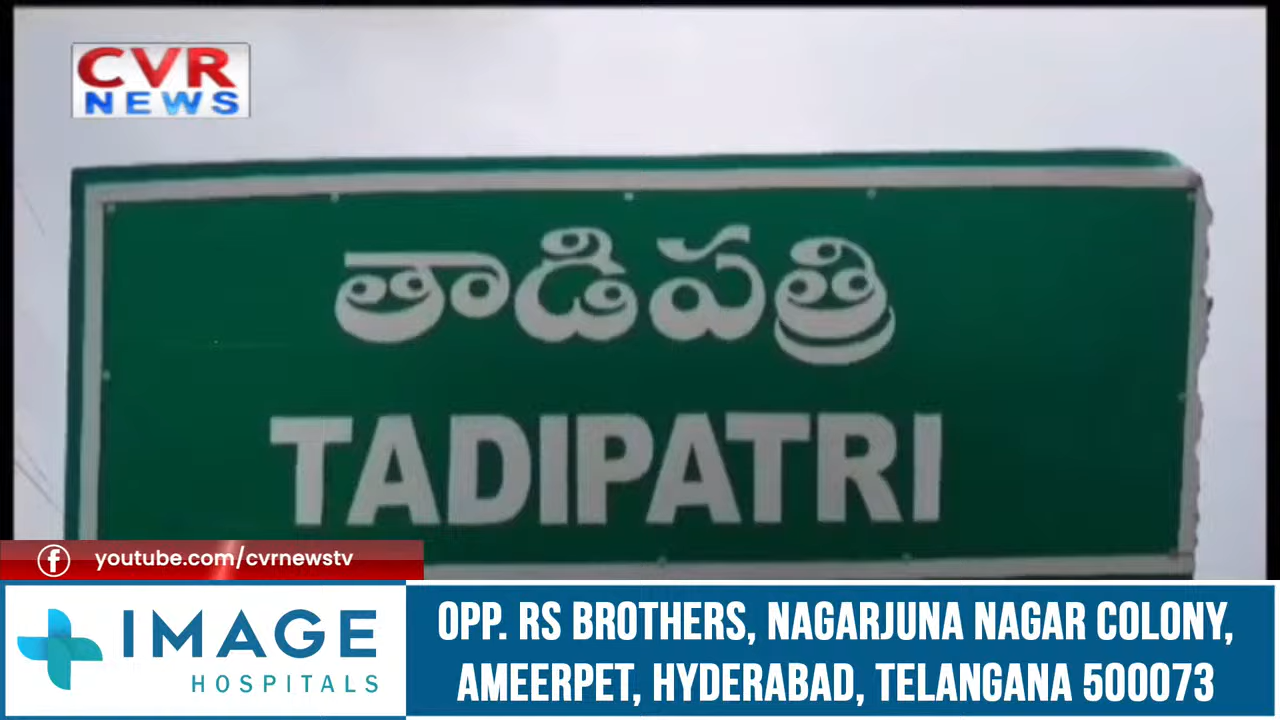 CVR
NEWS
తాడిపత్రి
TADIPATRI
youtube.com/cvrnewstv
IMAGE
HOSPITALS
OPP. RS BROTHERS, NAGARJUNA NAGAR COLONY,
AMEERPET, HYDERABAD, TELANGANA 500073